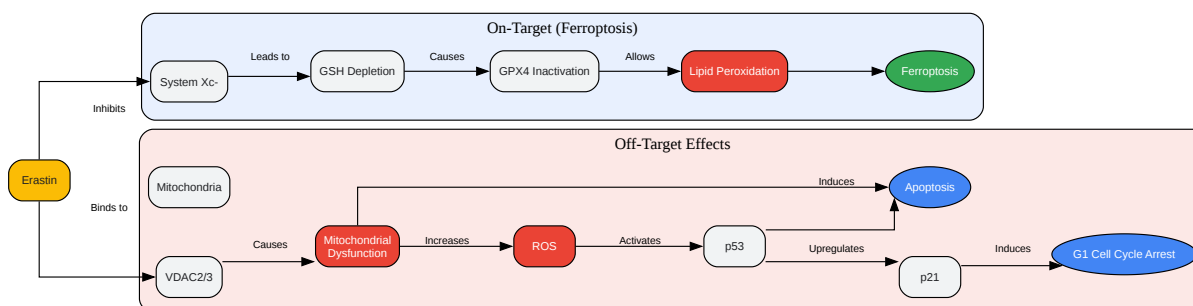 On-Target (Ferroptosis)
Leads to
Causes
Allows
System Xc-
GSH Depletion
GPX4 Inactivation
Lipid Peroxidation
Ferroptosis
Inhibits
Erastin
Binds to
Off-Target Effects
Mitochondria
Induces
Apoptosis
Causes
Mitochondrial
Dysfunction
Increases
ROS
Activates
p53
Upregulates
Induces
G1 Cell Cycle Arrest
VDAC2/3
p21